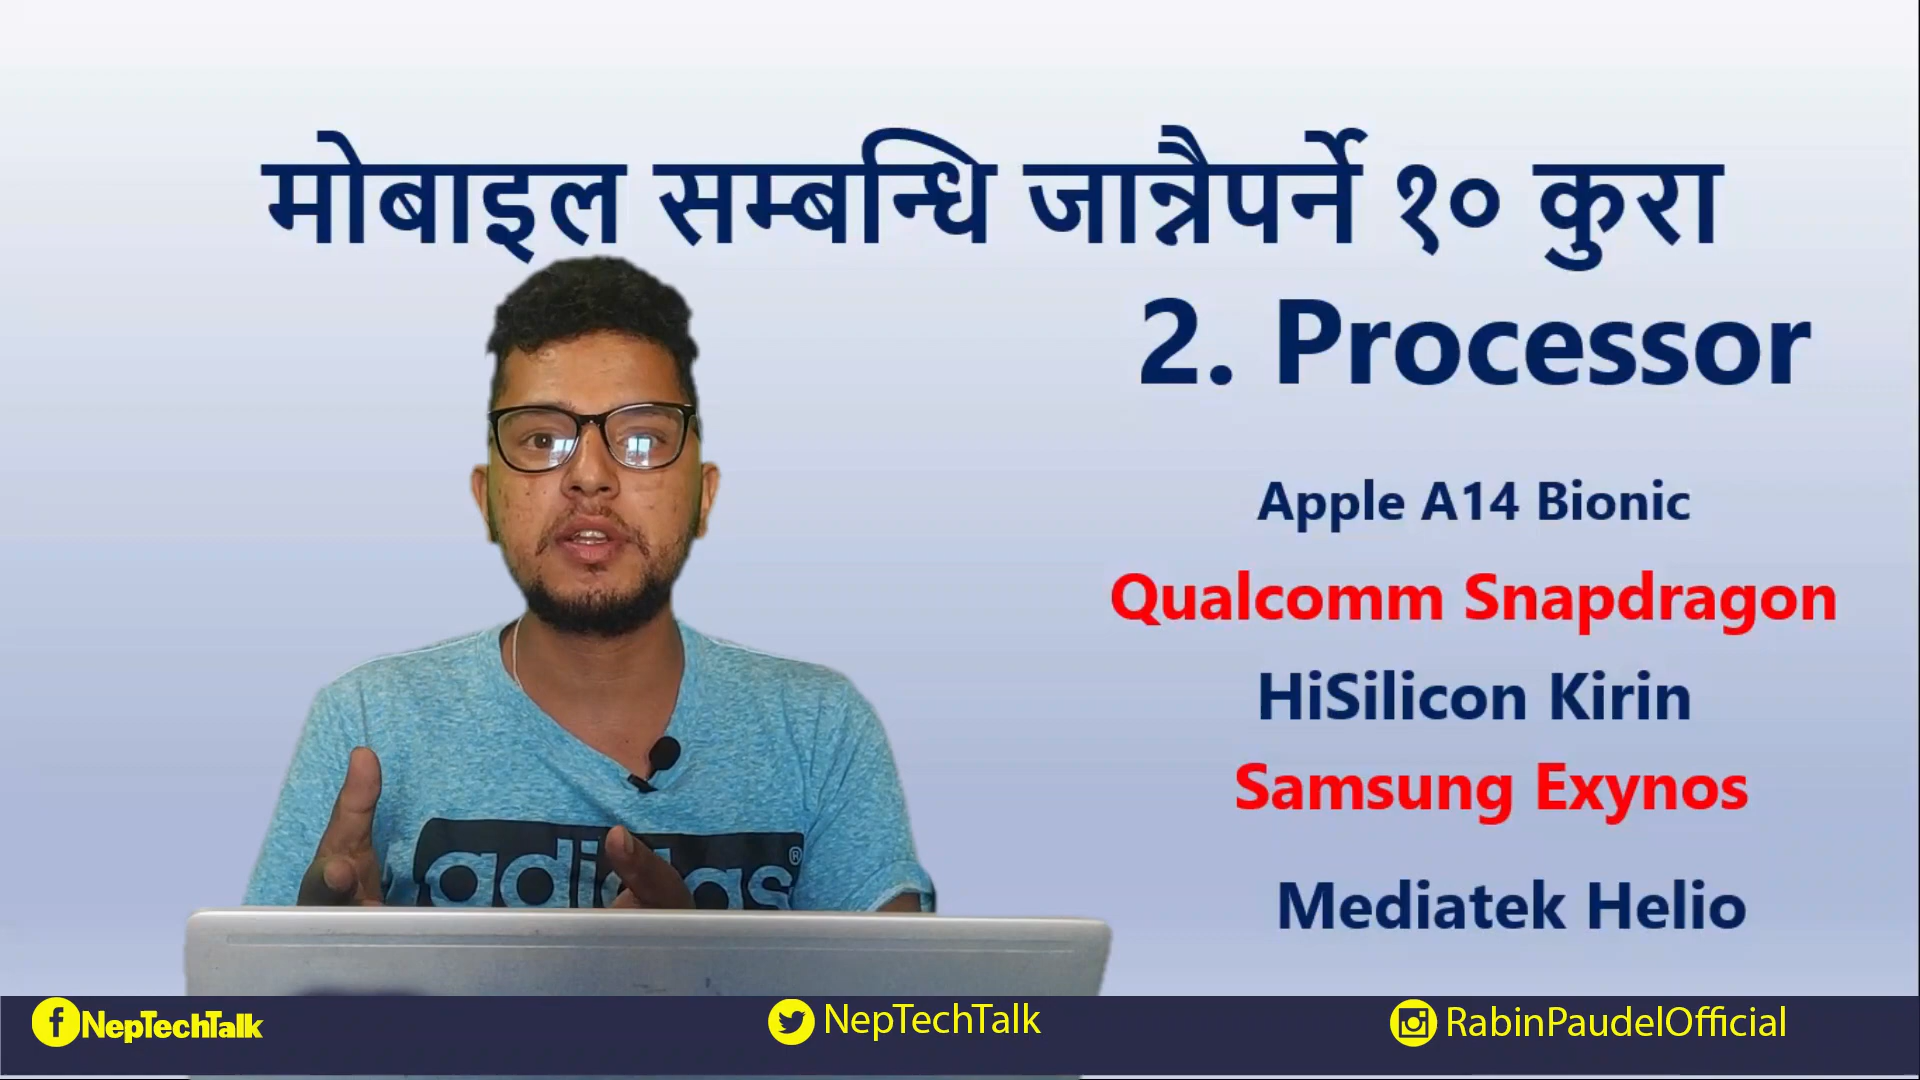 मोबाइल सम्बन्धि जान्नैपर्ने १० कुरा
2. Processor
Apple A14 Bionic
Qualcomm Snapdragon
HiSilicon Kirin
Samsung Exynos
Mediatek Helio
adidas®
NepTechTalk
NepTechTalk
RabinPaudelOfficial